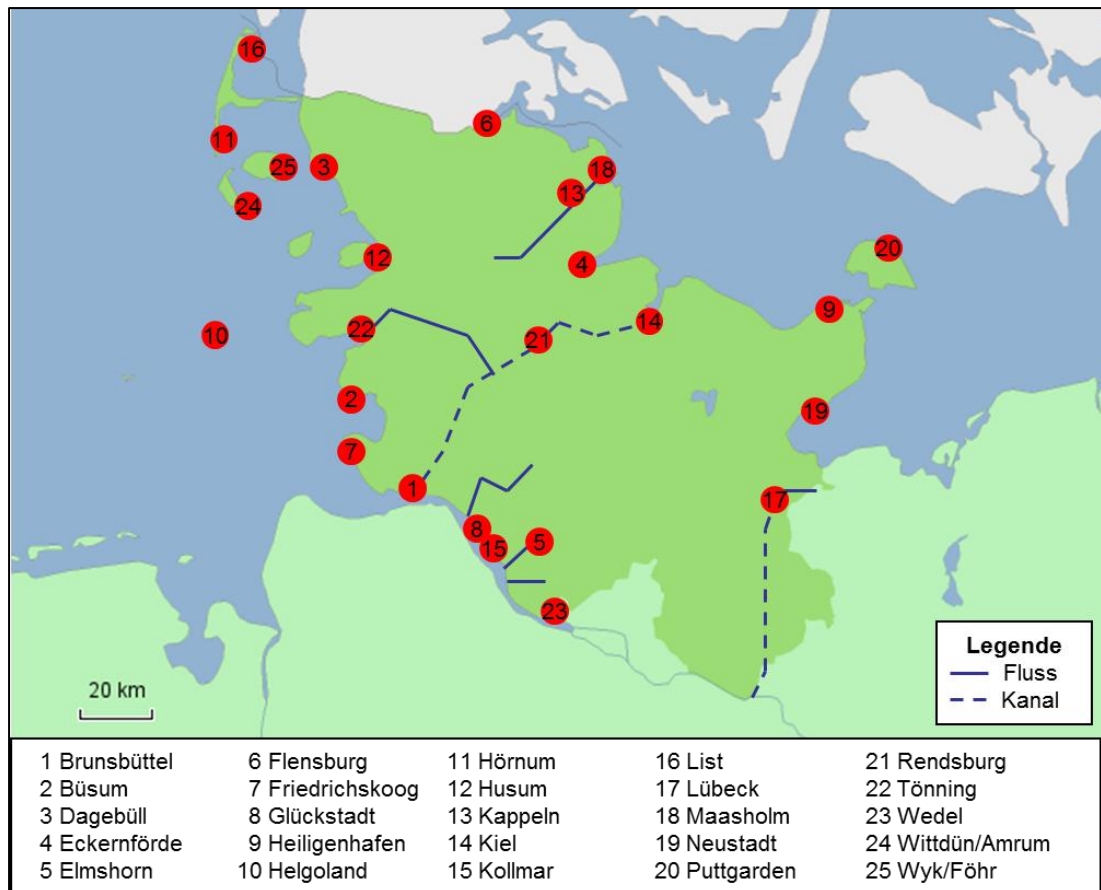 16
6
11
25
3
18
13
24
12
4
20
10
22
21
14
9
2
19
7
1
17
8
15
5
23
20 km
Legende
Fluss
Kanal
1 Brunsbüttel
2 Büsum
3 Dagebüll
4 Eckernförde
5 Elmshorn
6 Flensburg
7 Friedrichskoog
8 Glückstadt
9 Heiligenhafen
10 Helgoland
11 Hörnum
12 Husum
13 Kappeln
14 Kiel
15 Kollmar
16 List
17 Lübeck
18 Maasholm
19 Neustadt
20 Puttgarden
21 Rendsburg
22 Tönning
23 Wedel
24 Wittdün/Amrum
25 Wyk/Föhr